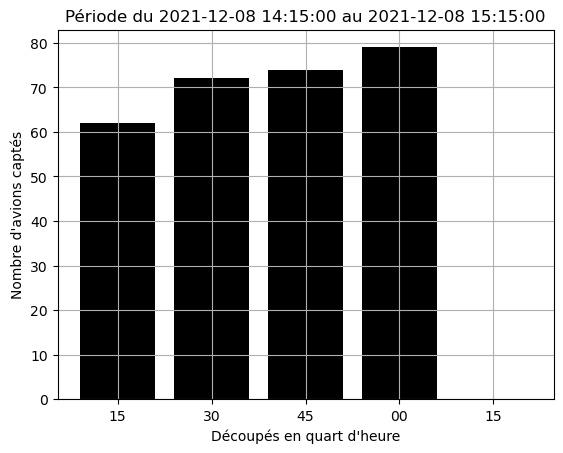 Période du 2021-12-08 14:15:00 au 2021-12-08 15:15:00
80
70
60
50
40
30
20
10
0
Nombre d'avions captés
15 30 45 00 15
Découpés en quart d'heure